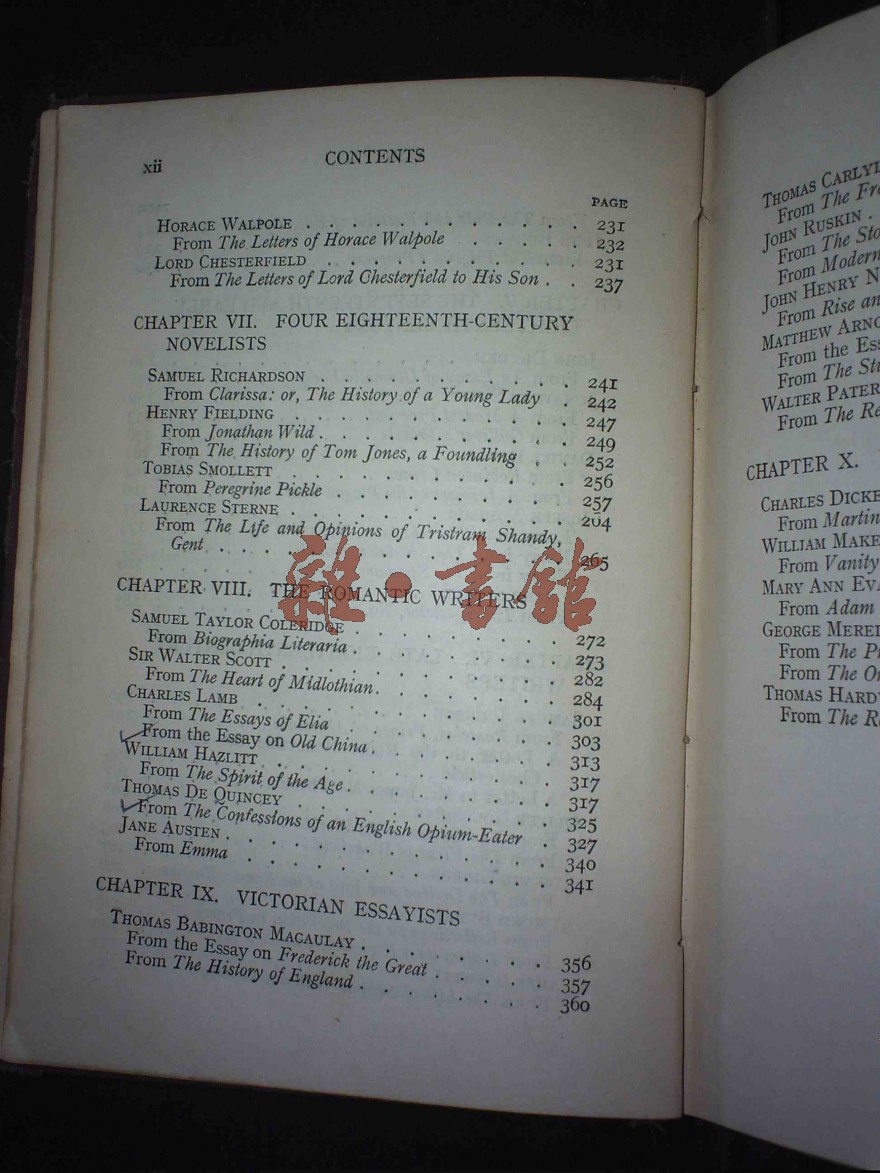 xii
CONTENTS
PAGE
HORACE WALPOLE . . . . . . . . . . . . 231
From The Letters of Horace Walpole . . . . . 232
LORD CHESTERFIELD . . . . . . . . . . . 231
From The Letters of Lord Chesterfield to His Son . . 237
CHAPTER VII. FOUR EIGHTEENTH-CENTURY
NOVELISTS
SAMUEL RICHARDSON . . . . . . . . . . . 241
From Clarissa: or, The History of a Young Lady . 242
HENRY FIELDING . . . . . . . . . . . . 247
From Jonathan Wild . . . . . . . . . . . 249
From The History of Tom Jones, a Foundling . . 252
TOBIAS SMOLLETT . . . . . . . . . . . . 256
From Peregrine Pickle . . . . . . . . . . 257
LAURENCE STERNE . . . . . . . . . . . . 264
From The Life and Opinions of Tristram Shandy,
Gent. . . . . . . . . . . . . . . . 265
雜·書館
CHAPTER VIII. THE ROMANTIC WRITERS
SAMUEL TAYLOR COLERIDGE . . . . . . . . . 272
From Biographia Literaria . . . . . . . . . 273
SIR WALTER SCOTT . . . . . . . . . . . . 282
From The Heart of Midlothian. . . . . . . . 284
CHARLES LAMB . . . . . . . . . . . . . 301
From The Essays of Elia . . . . . . . . . 303
From the Essay on Old China . . . . . . . . 313
WILLIAM HAZLITT . . . . . . . . . . . . 317
From The Spirit of the Age . . . . . . . . . 317
THOMAS DE QUINCEY . . . . . . . . . . . 325
From The Confessions of an English Opium-Eater . 327
JANE AUSTEN . . . . . . . . . . . . . 340
From Emma . . . . . . . . . . . . . 341
CHAPTER IX. VICTORIAN ESSAYISTS
THOMAS BABINGTON MACAULAY . . . . . . . . 356
From the Essay on Frederick the Great . . . . . 357
From The History of England . . . . . . . . 360
THOMAS CARLYL
From The Fre
JOHN RUSKIN .
From The Sto
From Modern
JOHN HENRY N
From Rise an
MATTHEW ARNO
From the Ess
From The Stu
WALTER PATER
From The Re
CHAPTER X.
CHARLES DICKE
From Martin
WILLIAM MAKE
From Vanity
MARY ANN EVA
From Adam
GEORGE MERED
From The
From The
THOMAS HARDY
From The R